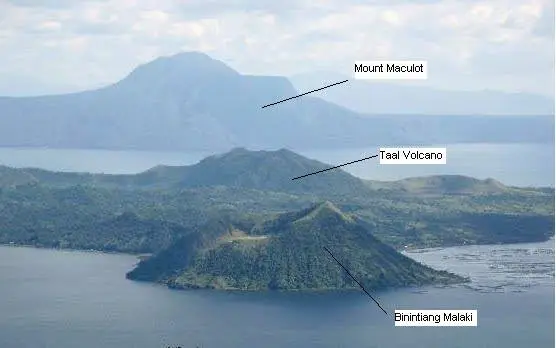 Mount Maculot
Taal Volcano
Binintiang Malaki